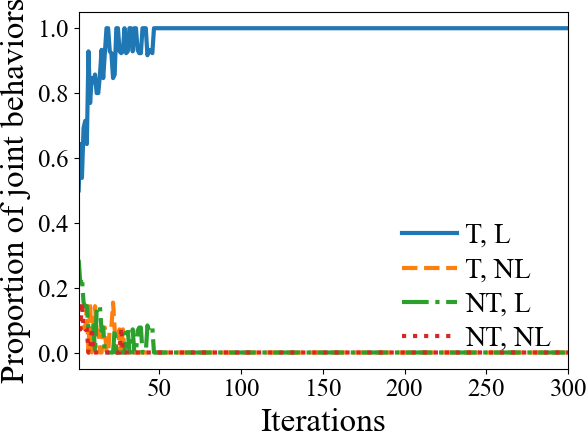 Proportion of joint behaviors
1.0
0.8
0.6
0.4
0.2
0.0
T, L
T, NL
NT, L
NT, NL
50 100 150 200 250 300
Iterations